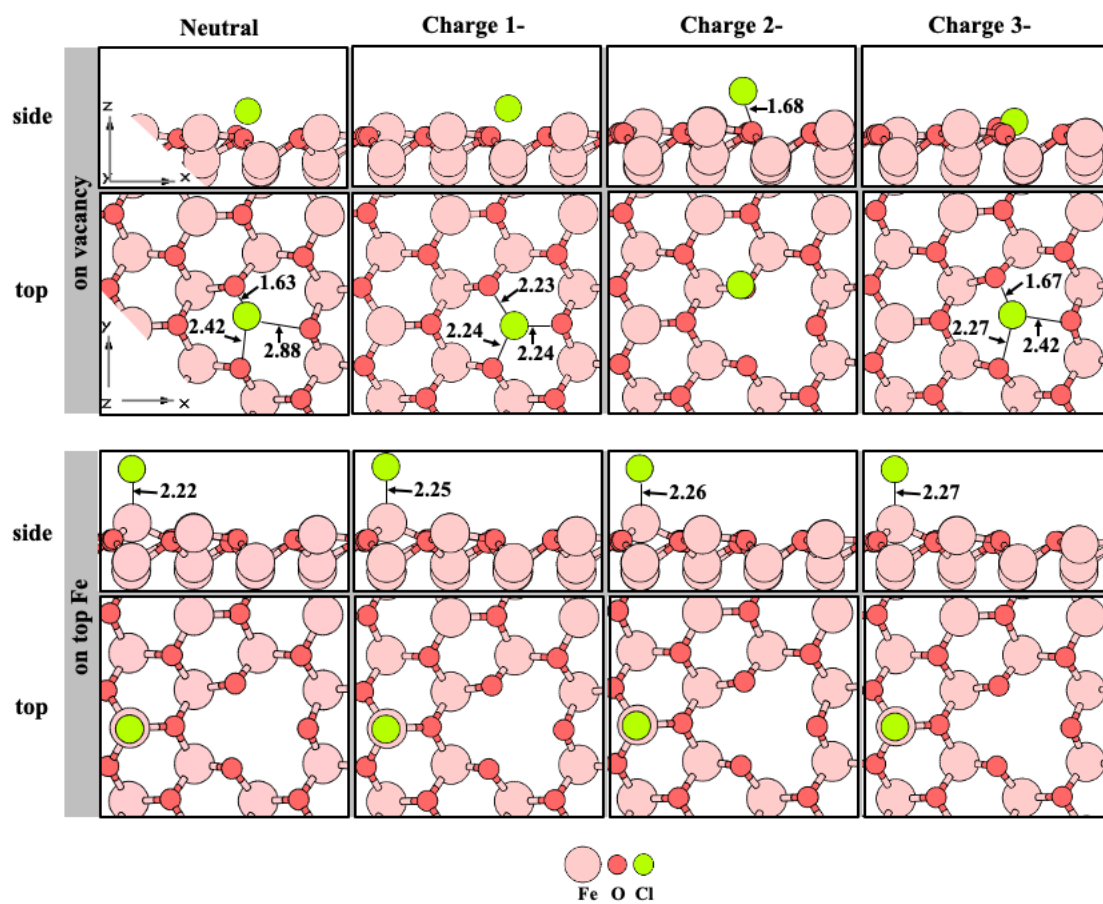 Neutral Charge 1- Charge 2- Charge 3-
on vacancy
side
Z
Y X
1.68
top
Y
Z X
1.63
2.42
2.88
2.23
2.24
2.24
1.67
2.27
2.42
on top Fe
side
2.22
2.25
2.26
2.27
top
Fe O Cl